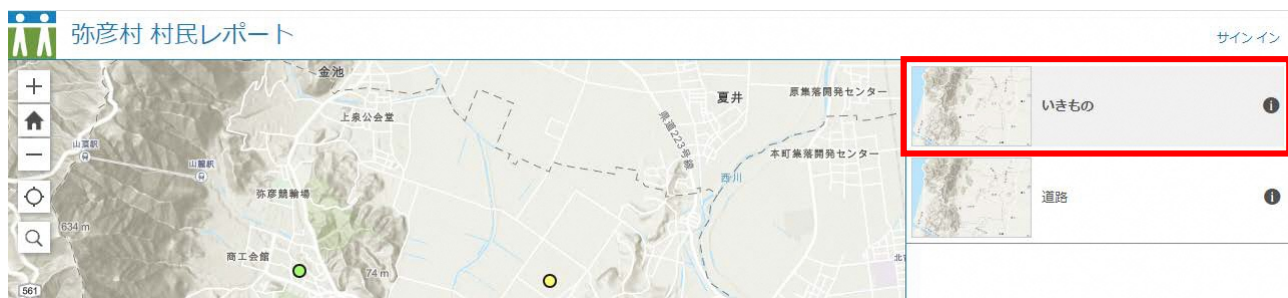 弥彦村 村民レポート
サインイン
金池
上泉公会堂
夏井
原集落開発センター
県道223号線
本町集落開発センター
西川
山頂駅
山麓駅
弥彦競輪場
634 m
商工会館
74 m
561
いきもの
道路